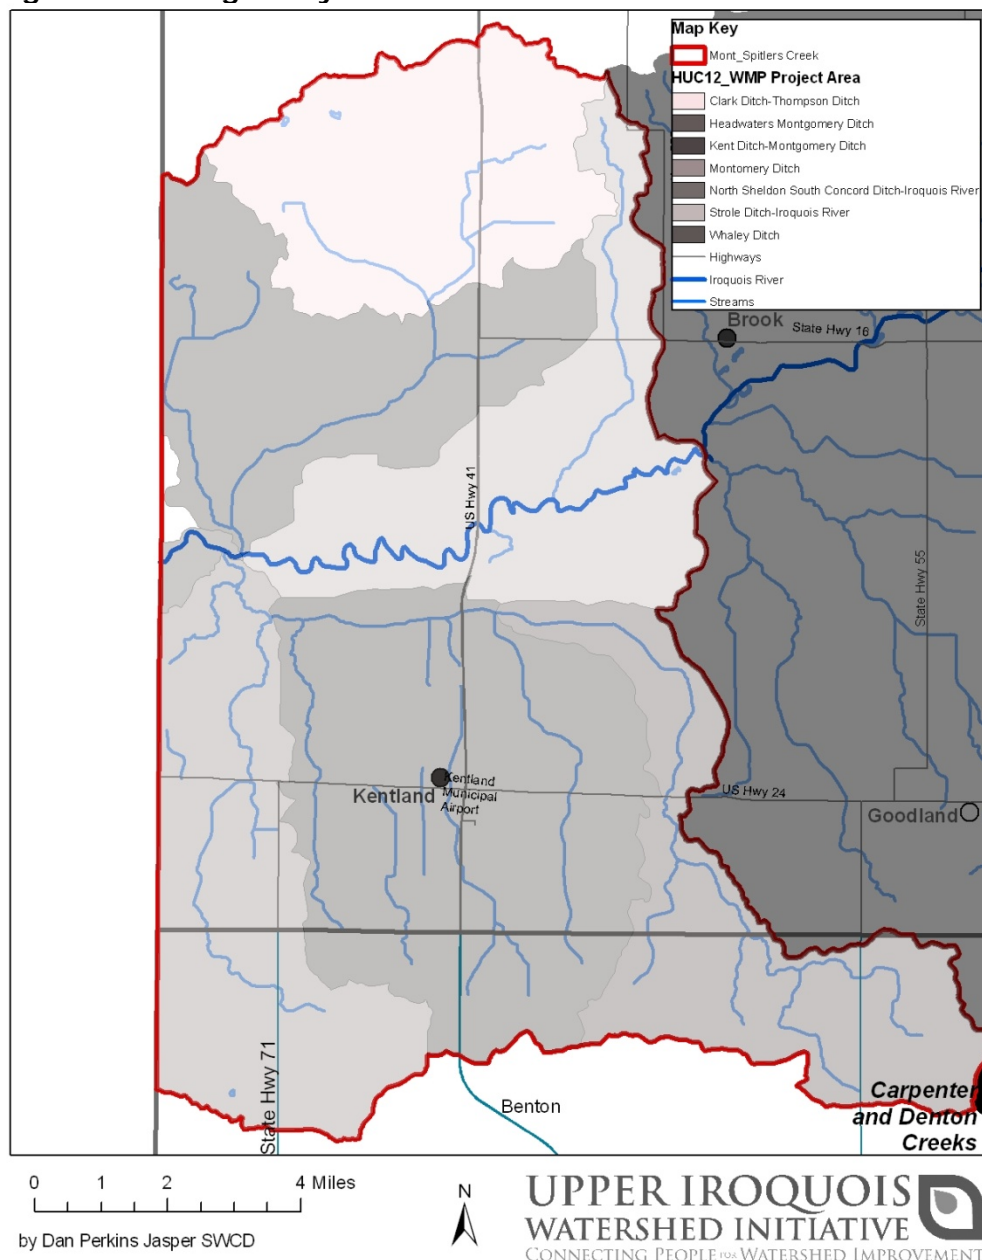 Map Key
Mont_Spitlers Creek
HUC12_WMP Project Area
Clark Ditch-Thompson Ditch
Headwaters Montgomery Ditch
Kent Ditch-Montgomery Ditch
Montomery Ditch
North Sheldon South Concord Ditch-Iroquois River
Strole Ditch-Iroquois River
Whaley Ditch
Highways
Iroquois River
Streams
Brook
State Hwy 16
US Hwy 41
State Hwy 55
Kentland
Kentland
Municipal
Airport
US Hwy 24
Goodland
State Hwy 71
Benton
Carpenter
and Denton
Creeks
0 1 2 4 Miles
N
by Dan Perkins Jasper SWCD
UPPER IROQUOIS
WATERSHED INITIATIVE
CONNECTING PEOPLE FOR WATERSHED IMPROVEMENT